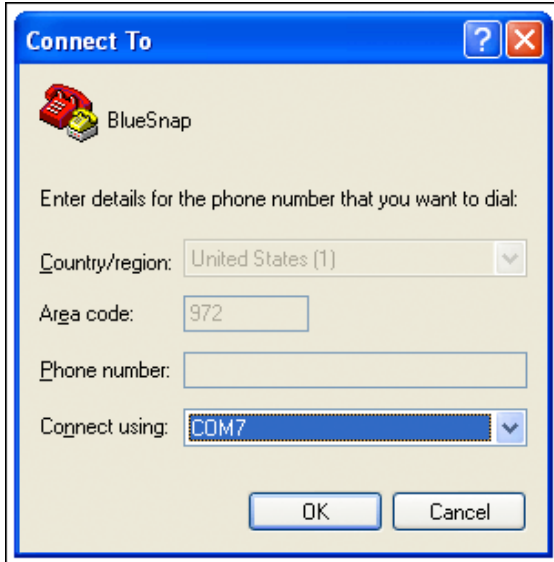 Connect To
BlueSnap
Enter details for the phone number that you want to dial:
Country/region: United States (1)
Area code: 972
Phone number:
Connect using: COM7
OK Cancel